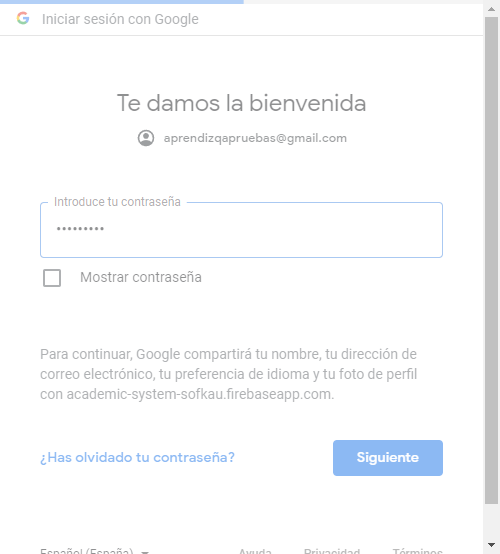 Iniciar sesión con Google
Te damos la bienvenida
aprendizqapruebas@gmail.com
Introduce tu contraseña
•••••••••
Mostrar contraseña
Para continuar, Google compartirá tu nombre, tu dirección de
correo electrónico, tu preferencia de idioma y tu foto de perfil
con academic-system-sofkau.firebaseapp.com.
¿Has olvidado tu contraseña? Siguiente
Español (España) Ayuda Privacidad Términos